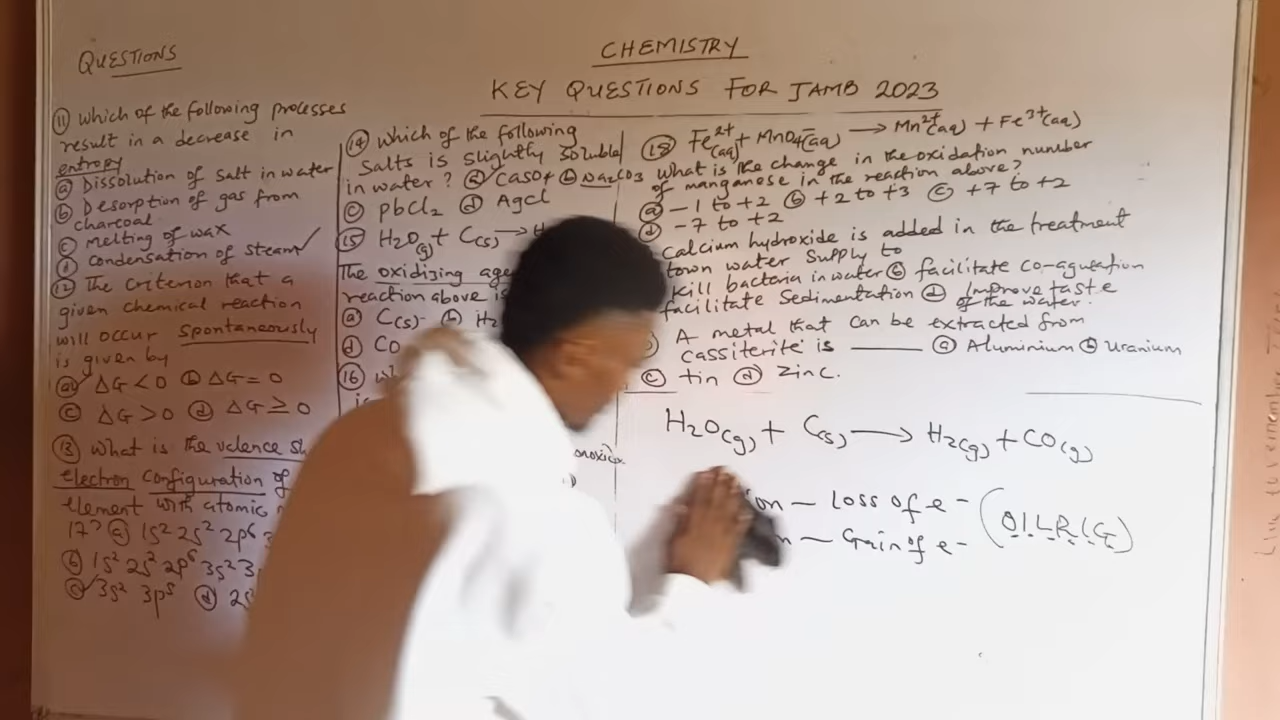 QUESTIONS
CHEMISTRY
KEY QUESTIONS FOR JAMB 2023
⑪ which of the following processes
result in a decrease in
entropy
ⓐ Dissolution of salt in water
ⓑ Desorption of gas from
charcoal
ⓒ Melting of wax
ⓓ condensation of steam ✓
⑫ The criterion that a
given chemical reaction
will occur spontaneously
is given by
ⓐ ✓ ΔG < 0 ⓑ ΔG = 0
ⓒ ΔG > 0 ⓓ ΔG ≥ 0
⑬ what is the valence
electron configuration of
element with atomic
17? ⓐ 1s² 2s² 2p⁶
ⓑ 1s² 2s² 2p⁶ 3s²
ⓒ ✓ 3s² 3p⁵ ⓓ
⑭ which of the following
Salts is slightly soluble
in water? ⓐ ✓ CaSO₄ ⓑ Na₂CO₃
ⓒ pbCl₂ ⓓ AgCl
⑮ H₂O(g) + C(s) →
The oxidizing
reaction above is
ⓐ C(s) ⓑ H₂
ⓓ CO
⑯
⑱ Fe²⁺(aq) + MnO₄⁻(aq) → Mn²⁺(aq) + Fe³⁺(aq)
what is the change in the oxidation number
of manganese in the reaction above?
ⓐ −1 to +2 ⓑ +2 to +3 ⓒ +7 to +2
ⓓ −7 to +2
Calcium hydroxide is added in the treatment
town water supply to
kill bacteria in water ⓑ facilitate co-agulation
facilitate sedimentation ⓓ Improve taste
of the water.
A metal that can be extracted from
cassiterite is ______ ⓐ Aluminium ⓑ Uranium
ⓒ tin ⓓ zinc.
H₂O(g) + C(s) → H₂(g) + CO(g)
— Loss of e− (OILRIG)
— Gain of e−